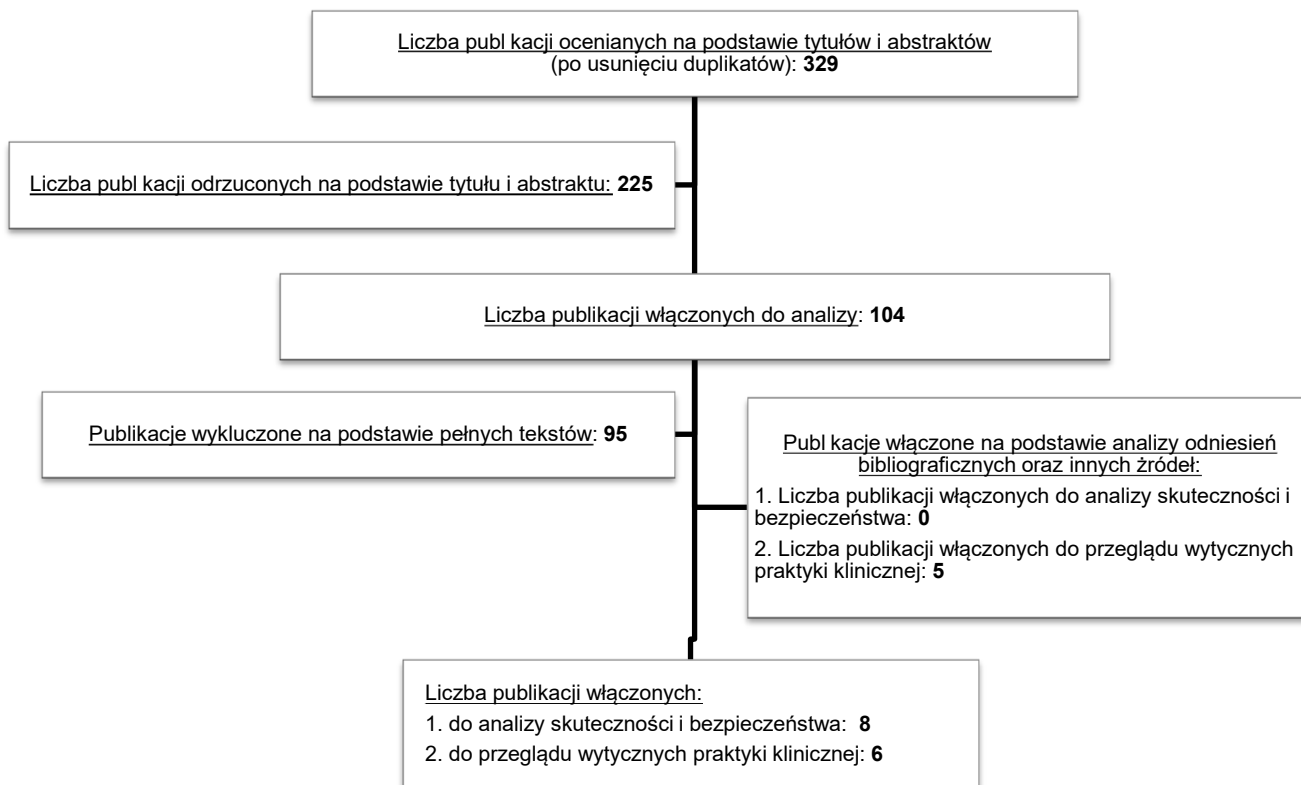 Liczba publ kacji ocenianych na podstawie tytułów i abstraktów
(po usunięciu duplikatów): 329
Liczba publ kacji odrzuconych na podstawie tytułu i abstraktu: 225
Liczba publikacji włączonych do analizy: 104
Publikacje wykluczone na podstawie pełnych tekstów: 95
Publ kacje włączone na podstawie analizy odniesień
bibliograficznych oraz innych źródeł:
1. Liczba publikacji włączonych do analizy skuteczności i
bezpieczeństwa: 0
2. Liczba publikacji włączonych do przeglądu wytycznych
praktyki klinicznej: 5
Liczba publikacji włączonych:
1. do analizy skuteczności i bezpieczeństwa: 8
2. do przeglądu wytycznych praktyki klinicznej: 6